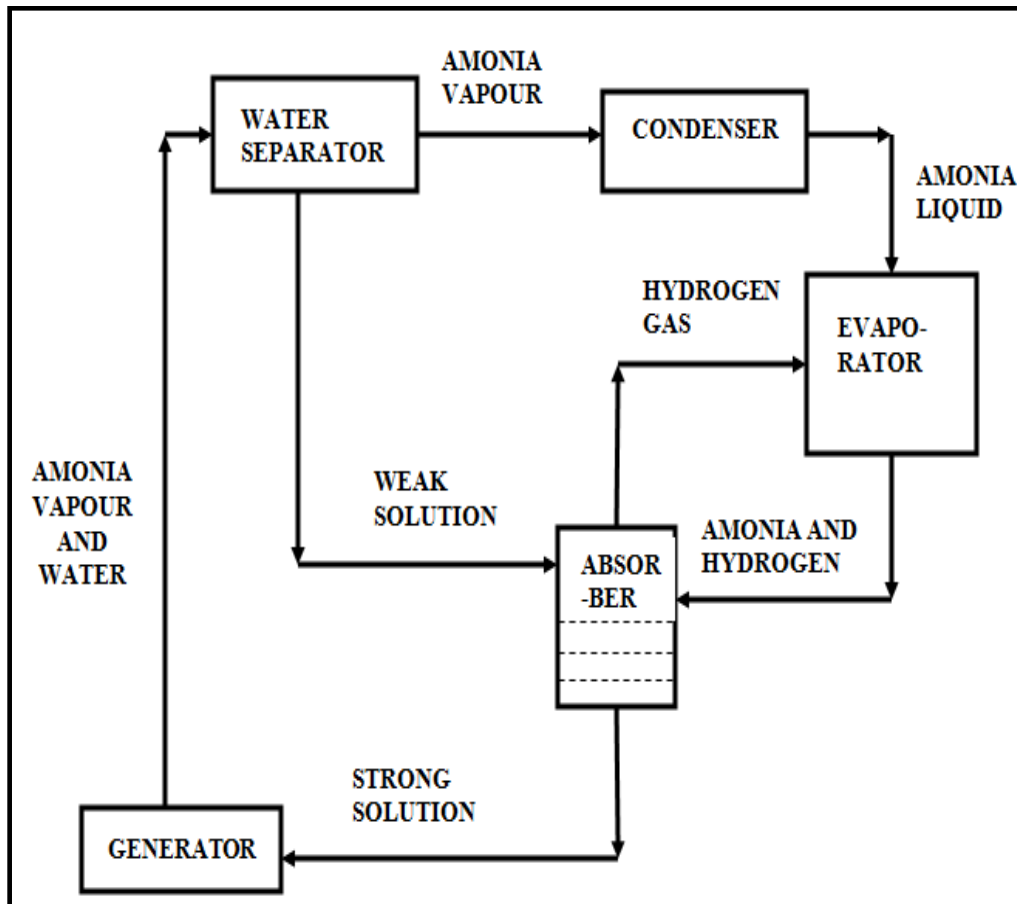 AMONIA
VAPOUR
WATER
SEPARATOR
CONDENSER
AMONIA
LIQUID
HYDROGEN
GAS
EVAPO-
RATOR
AMONIA
VAPOUR
AND
WATER
WEAK
SOLUTION
AMONIA AND
HYDROGEN
ABSOR
-BER
STRONG
SOLUTION
GENERATOR